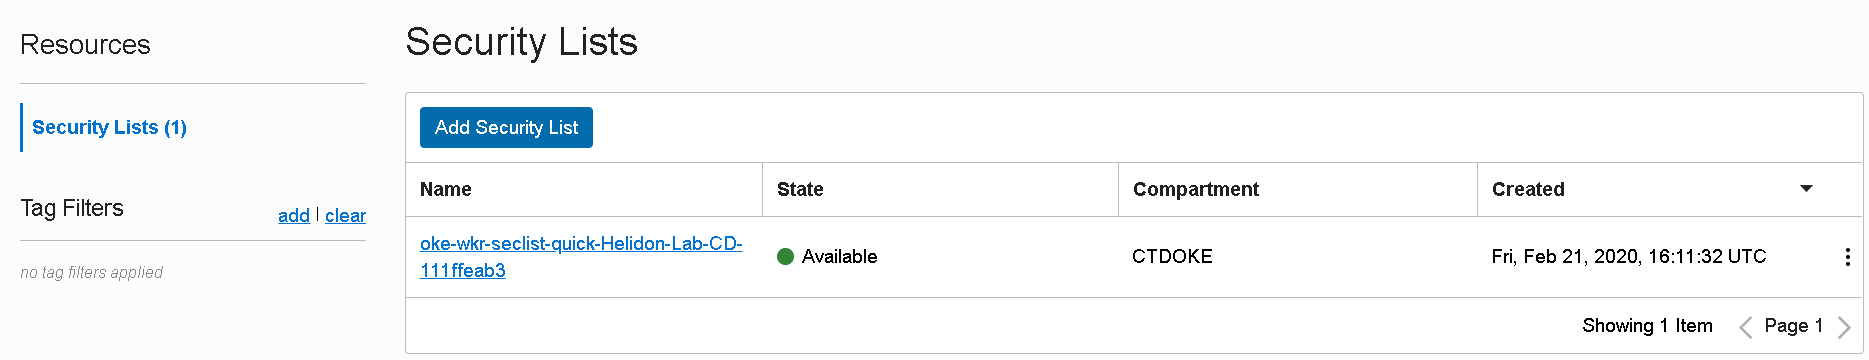 Resources
Security Lists (1)
Tag Filters
add | clear
no tag filters applied
Security Lists
Add Security List
Name State Compartment Created
oke-wkr-seclist-quick-Helidon-Lab-CD-
111ffeab3
Available CTDOKE Fri, Feb 21, 2020, 16:11:32 UTC
Showing 1 Item Page 1